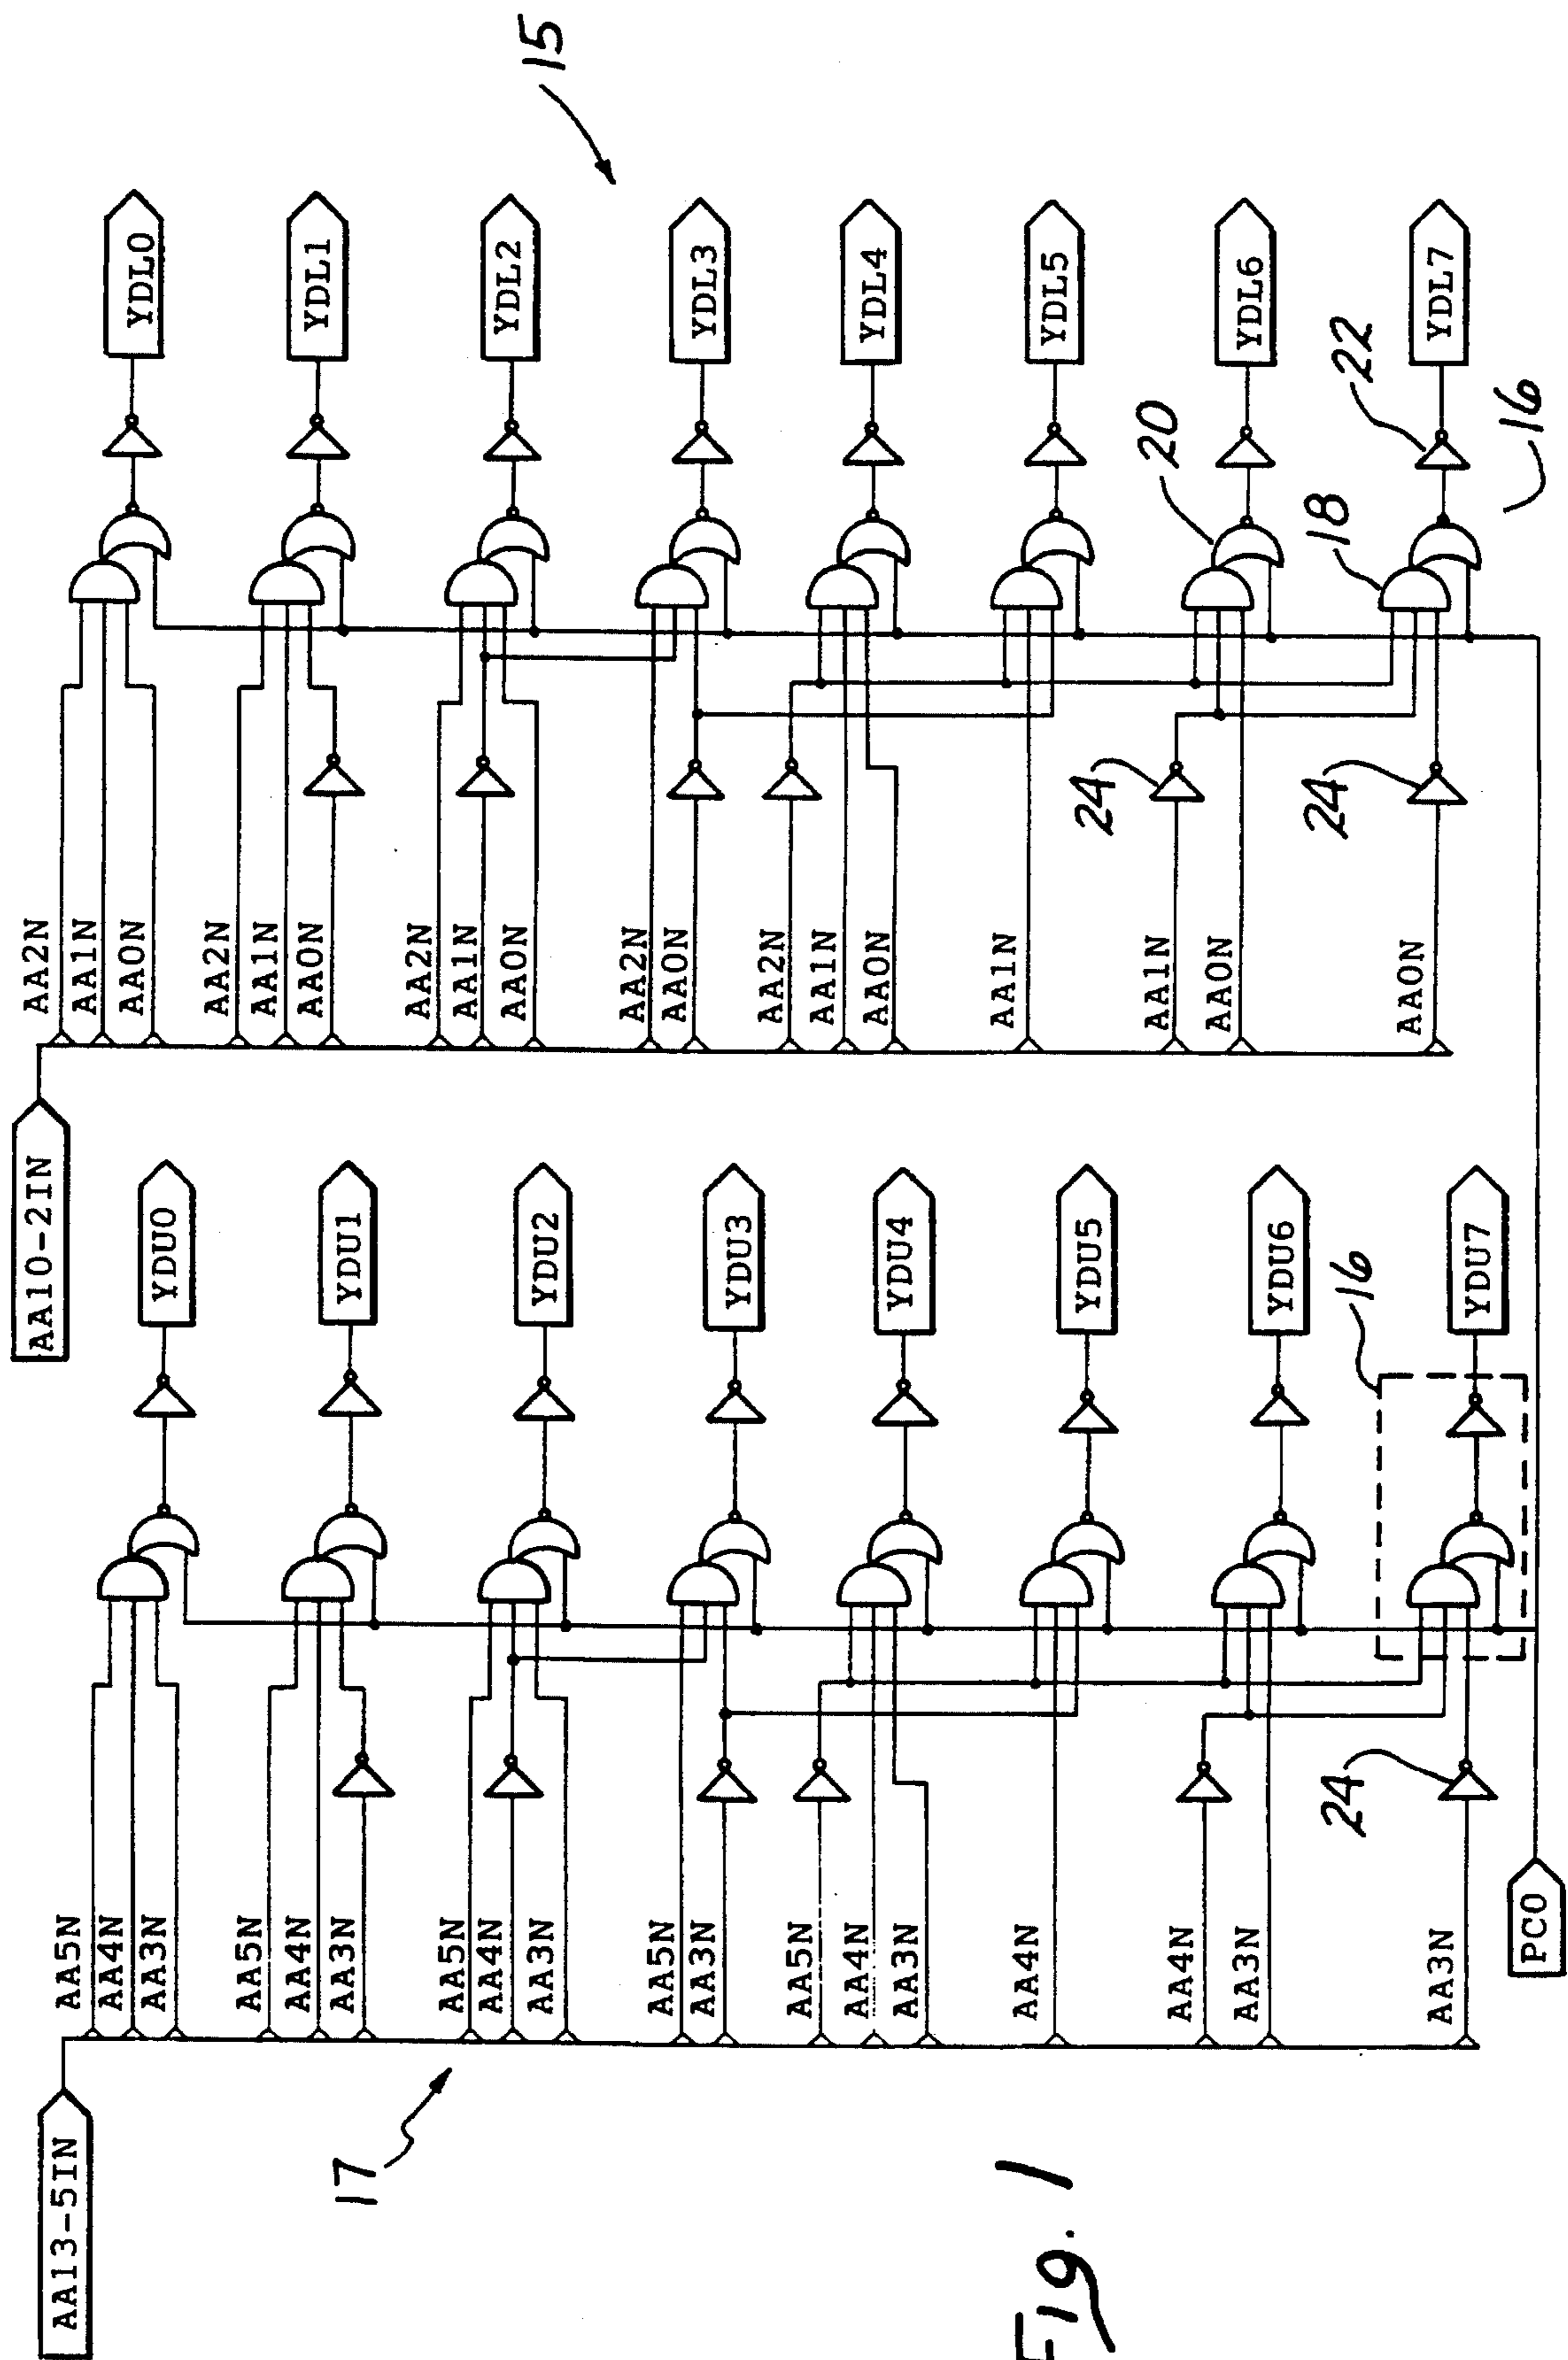 AA10-2IN
AA2N
AA1N
AA0N
YDL0
AA2N
AA1N
AA0N
YDL1
AA2N
AA1N
AA0N
YDL2
AA2N
AA0N
YDL3
AA2N
AA1N
AA0N
YDL4
AA1N
YDL5
AA1N
AA0N
24
20
YDL6
AA0N
24
18
22
YDL7
16
15
AA13-5IN
AA5N
AA4N
AA3N
YDU0
AA5N
AA4N
AA3N
YDU1
AA5N
AA4N
AA3N
YDU2
AA5N
AA3N
YDU3
AA5N
AA4N
AA3N
YDU4
AA4N
YDU5
AA4N
AA3N
YDU6
AA3N
24
16
YDU7
PC0
17
Fig. 1